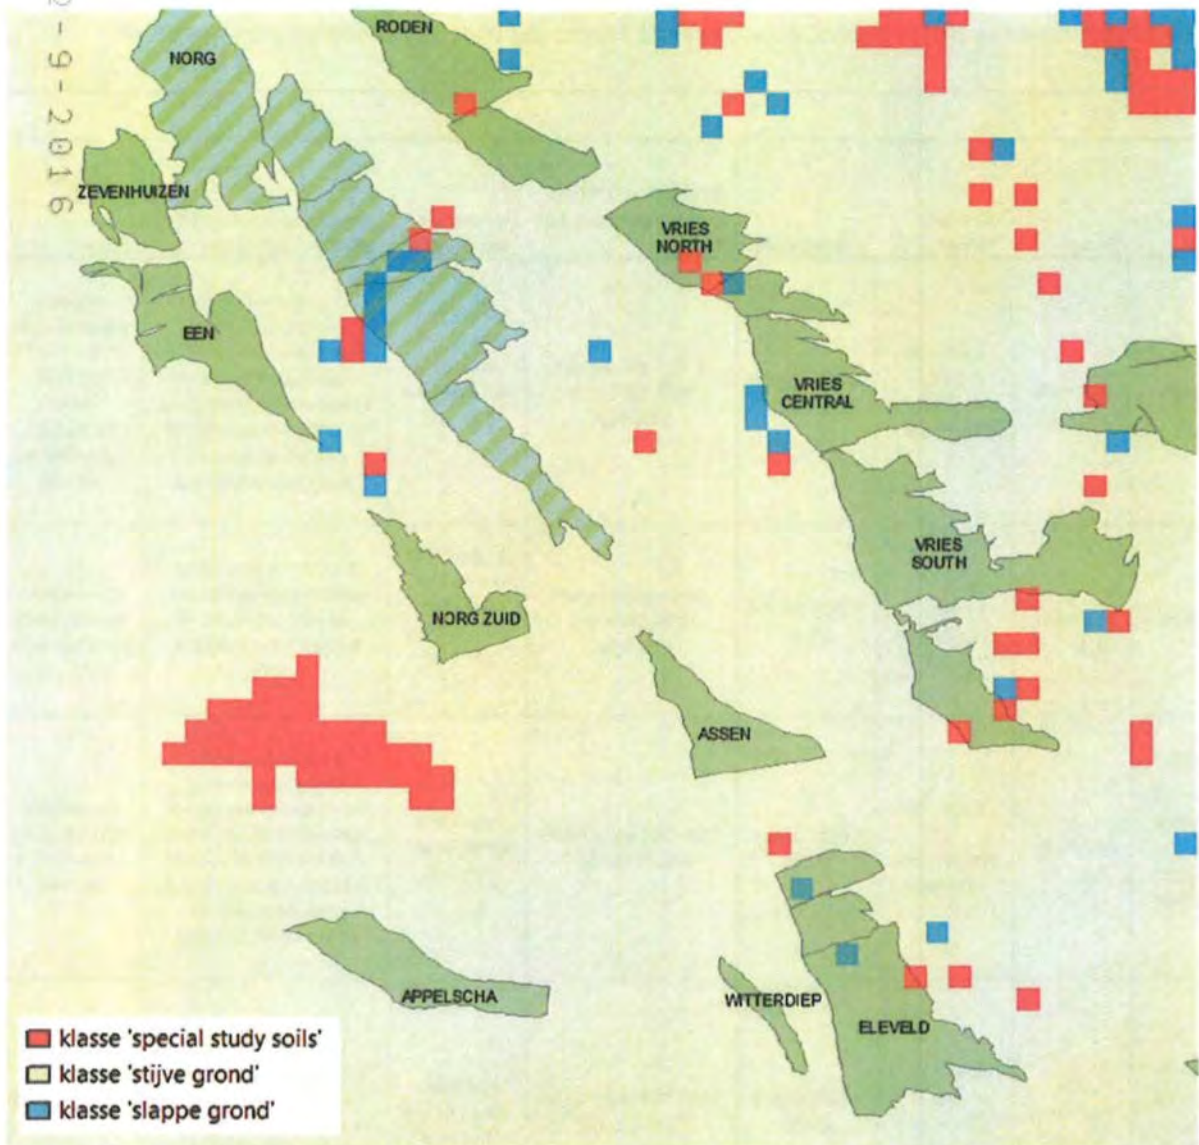 - 9 - 2016
RODEN
NORG
ZEVENHUIZEN
VRIES
NORTH
EEN
VRIES
CENTRAL
VRIES
SOUTH
NORG ZUID
ASSEN
APPELSCHA
WITTERDIEP
ELEVELD
klasse 'special study soils'
klasse 'stijve grond'
klasse 'slappe grond'